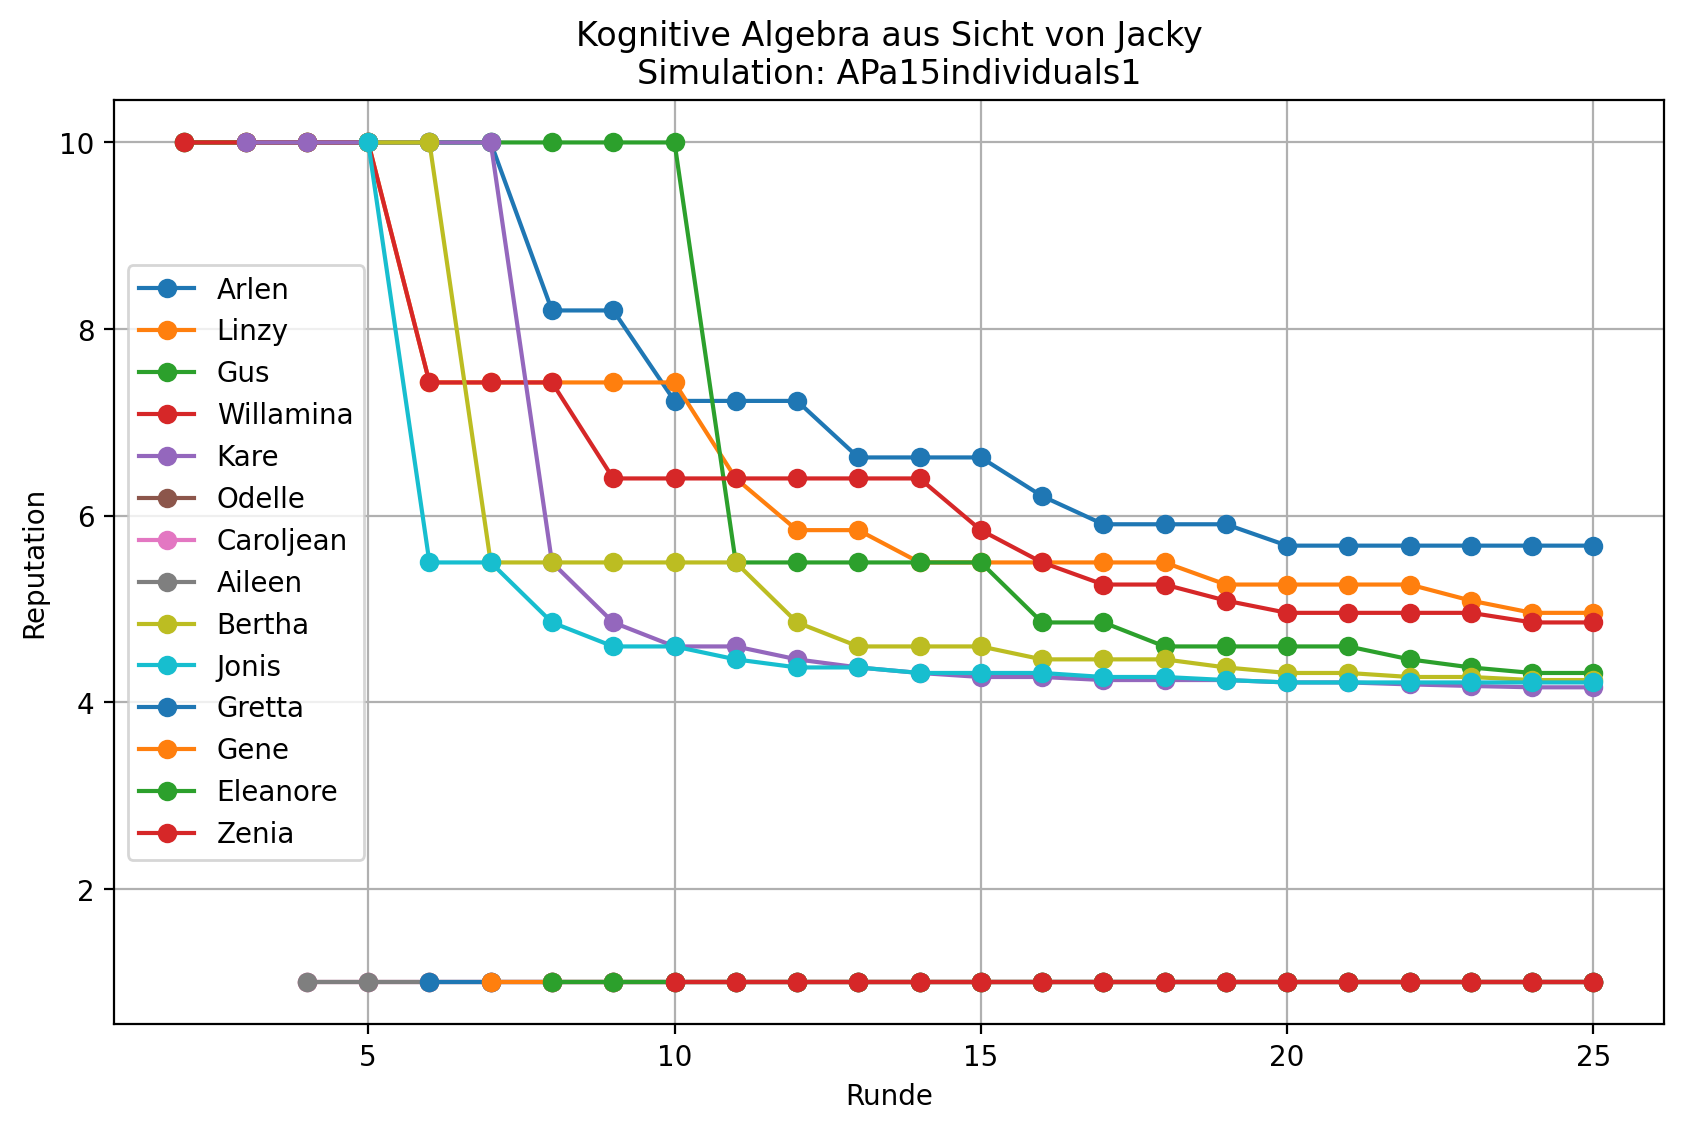 Kognitive Algebra aus Sicht von Jacky
Simulation: APa15individuals1
10
8
6
4
2
Reputation
Arlen
Linzy
Gus
Willamina
Kare
Odelle
Caroljean
Aileen
Bertha
Jonis
Gretta
Gene
Eleanore
Zenia
5
10
15
20
25
Runde